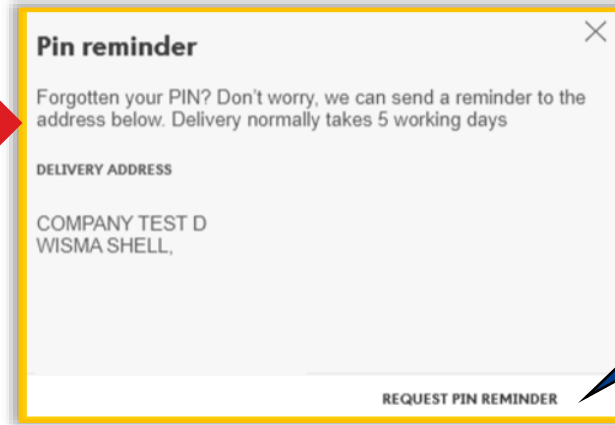 Pin reminder
Forgotten your PIN? Don't worry, we can send a reminder to the
address below. Delivery normally takes 5 working days
DELIVERY ADDRESS
COMPANY TEST D
WISMA SHELL,
REQUEST PIN REMINDER